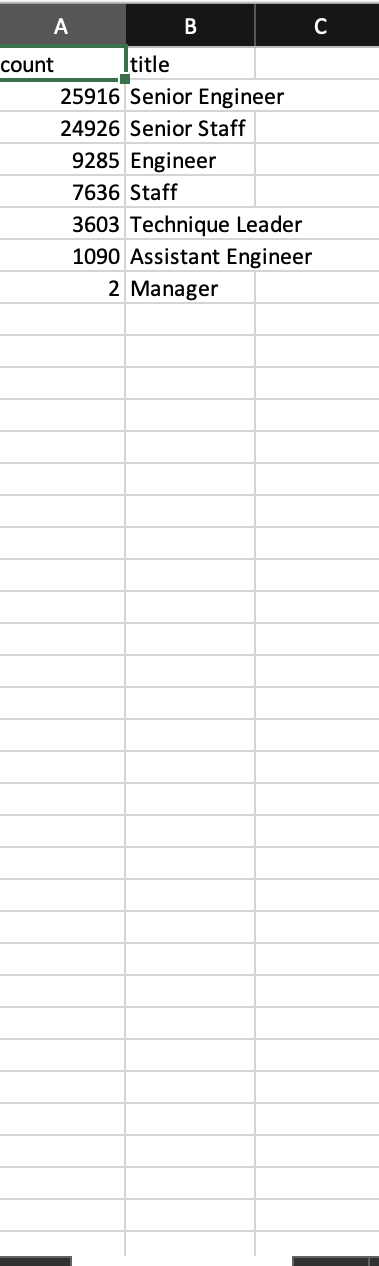 A B C
count title
25916 Senior Engineer
24926 Senior Staff
9285 Engineer
7636 Staff
3603 Technique Leader
1090 Assistant Engineer
2 Manager